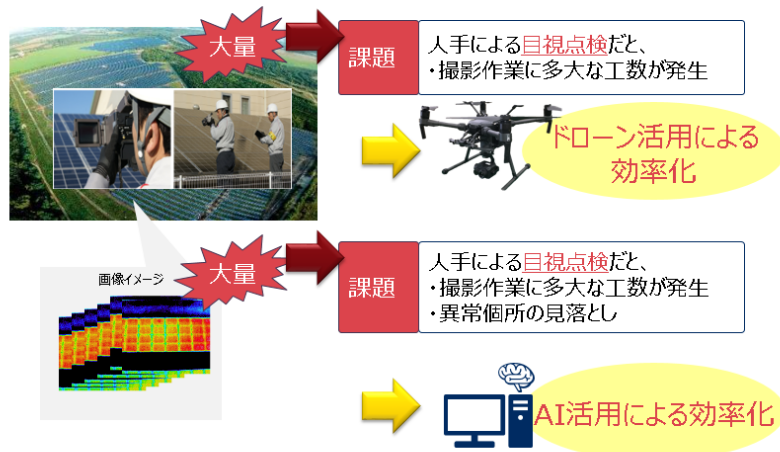 大量
課題
人手による目視点検だと、
・撮影作業に多大な工数が発生
ドローン活用による
効率化
画像イメージ
大量
課題
人手による目視点検だと、
・撮影作業に多大な工数が発生
・異常個所の見落とし
AI活用による効率化